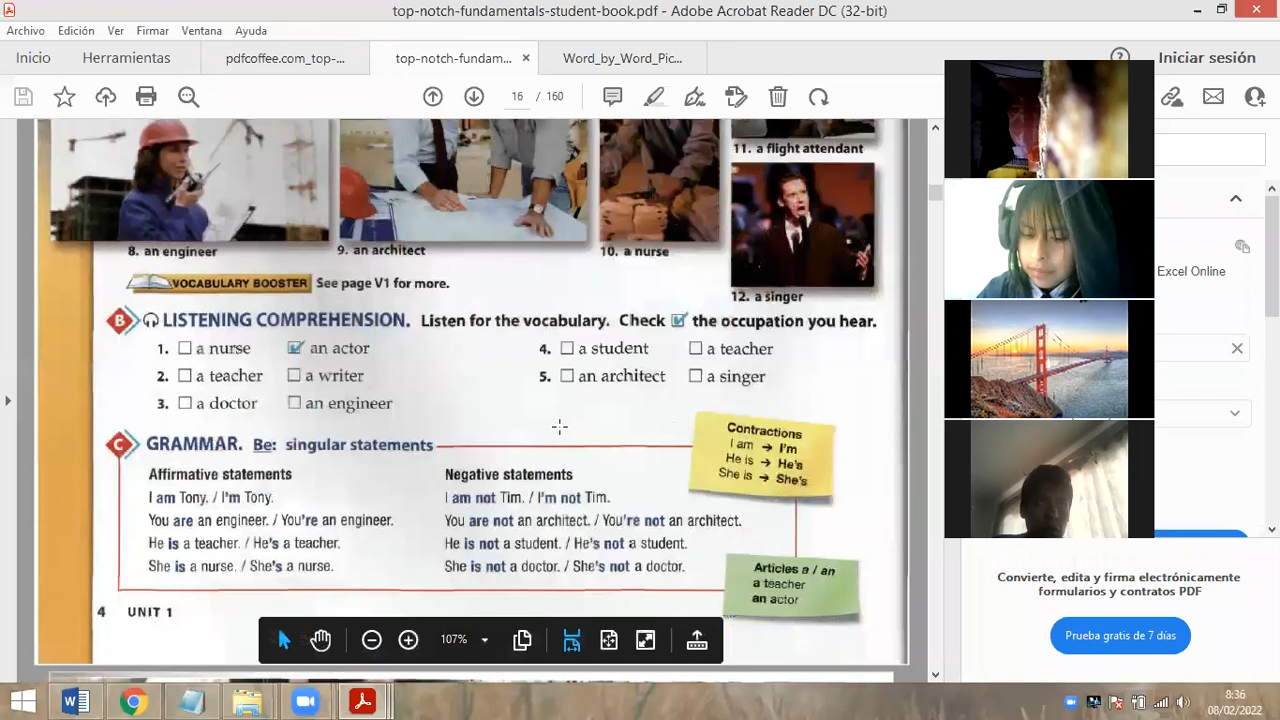 top-notch-fundamentals-student-book.pdf - Adobe Acrobat Reader DC (32-bit)
Archivo Edición Ver Firmar Ventana Ayuda
Inicio Herramientas pdfcoffee.com_top-... top-notch-fundam... × Word_by_Word_Pic... Iniciar sesión
16 / 160
11. a flight attendant
8. an engineer 9. an architect 10. a nurse
12. a singer
VOCABULARY BOOSTER See page V1 for more.
B LISTENING COMPREHENSION. Listen for the vocabulary. Check the occupation you hear.
1. a nurse an actor 4. a student a teacher
2. a teacher a writer 5. an architect a singer
3. a doctor an engineer
C GRAMMAR. Be: singular statements
Contractions
I am → I'm
He is → He's
She is → She's
Affirmative statements Negative statements
I am Tony. / I'm Tony. I am not Tim. / I'm not Tim.
You are an engineer. / You're an engineer. You are not an architect. / You're not an architect.
He is a teacher. / He's a teacher. He is not a student. / He's not a student.
She is a nurse. / She's a nurse. She is not a doctor. / She's not a doctor.
Articles a / an
a teacher
an actor
4 UNIT 1
107%
Excel Online
Convierte, edita y firma electrónicamente
formularios y contratos PDF
Prueba gratis de 7 días
8:36
08/02/2022